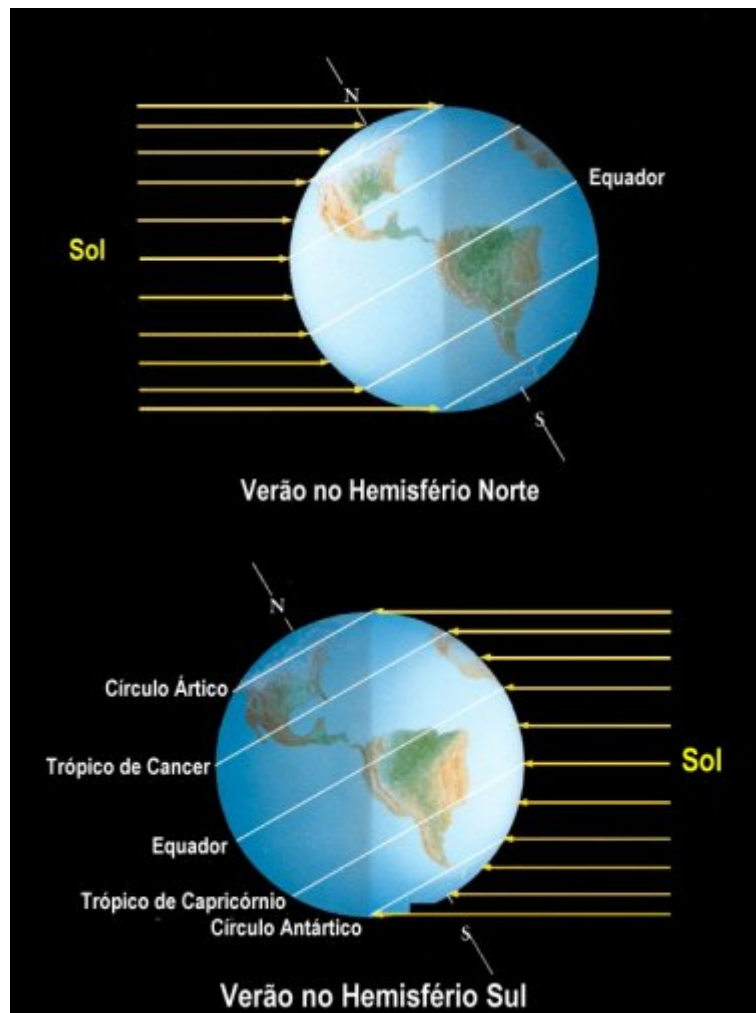 N
Equador
Sol
S
Verão no Hemisfério Norte
N
Círculo Ártico
Trópico de Cancer
Sol
Equador
Trópico de Capricórnio
Círculo Antártico
S
Verão no Hemisfério Sul